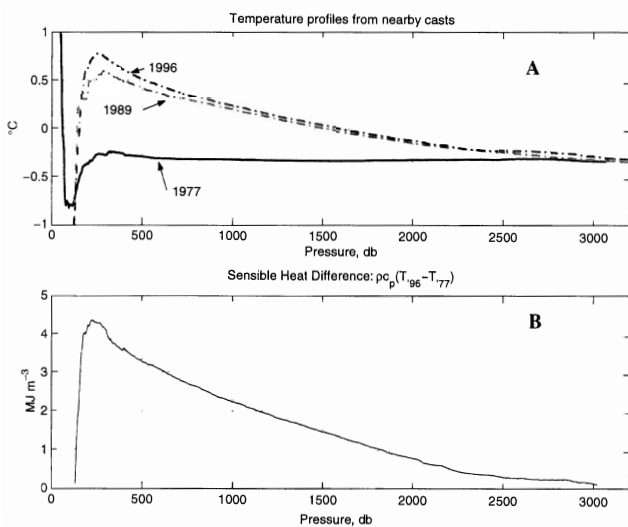 Temperature profiles from nearby casts
1
0.5
0
−0.5
−1
°C
1996
1989
1977
A
0 500 1000 1500 2000 2500 3000
Pressure, db
Sensible Heat Difference: ρcp(T'96−T'77)
5
4
3
2
1
0
MJ m−3
B
0 500 1000 1500 2000 2500 3000
Pressure, db